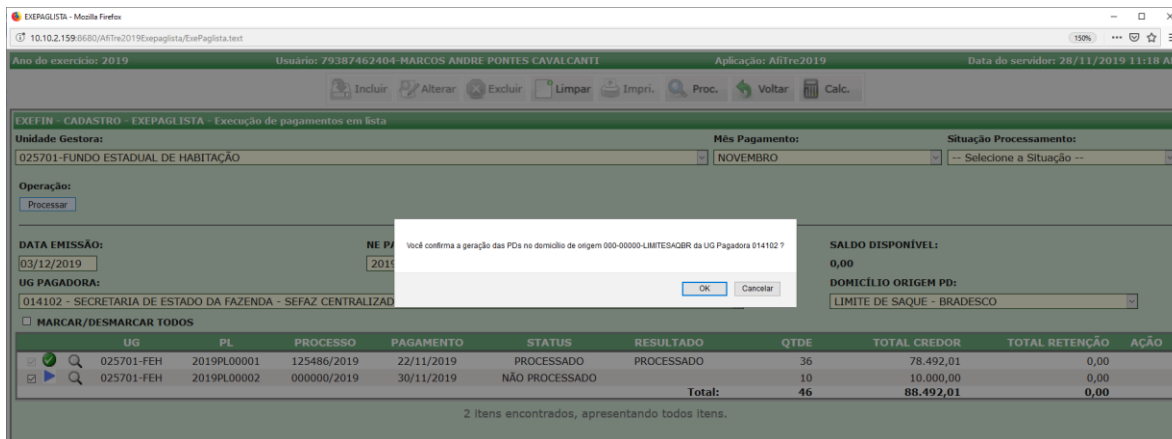 EXEPAGLISTA - Mozilla Firefox
10.10.2.159:8680/AfiTre2019Exepaglista/ExePaglista.text 150%
Ano do exercício: 2019 Usuário: 79387462404-MARCOS ANDRE PONTES CAVALCANTI Aplicação: AfiTre2019 Data do servidor: 28/11/2019 11:18 A
Incluir Alterar Excluir Limpar Impri. Proc. Voltar Calc.
EXEFIN - CADASTRO - EXEPAGLISTA - Execução de pagamentos em lista
Unidade Gestora: Mês Pagamento: Situação Processamento:
025701-FUNDO ESTADUAL DE HABITAÇÃO NOVEMBRO -- Selecione a Situação --
Operação:
Processar
Você confirma a geração das PDs no domicílio de origem 000-00000-LIMITESAQBR da UG Pagadora 014102 ?
OK Cancelar
DATA EMISSÃO: NE PA SALDO DISPONÍVEL:
03/12/2019 2019 0,00
UG PAGADORA: DOMICÍLIO ORIGEM PD:
014102 - SECRETARIA DE ESTADO DA FAZENDA - SEFAZ CENTRALIZAD LIMITE DE SAQUE - BRADESCO
MARCAR/DESMARCAR TODOS
UG PL PROCESSO PAGAMENTO STATUS RESULTADO QTDE TOTAL CREDOR TOTAL RETENÇÃO AÇÃO
025701-FEH 2019PL00001 125486/2019 22/11/2019 PROCESSADO PROCESSADO 36 78.492,01 0,00
025701-FEH 2019PL00002 000000/2019 30/11/2019 NÃO PROCESSADO 10 10.000,00 0,00
Total: 46 88.492,01 0,00
2 itens encontrados, apresentando todos itens.